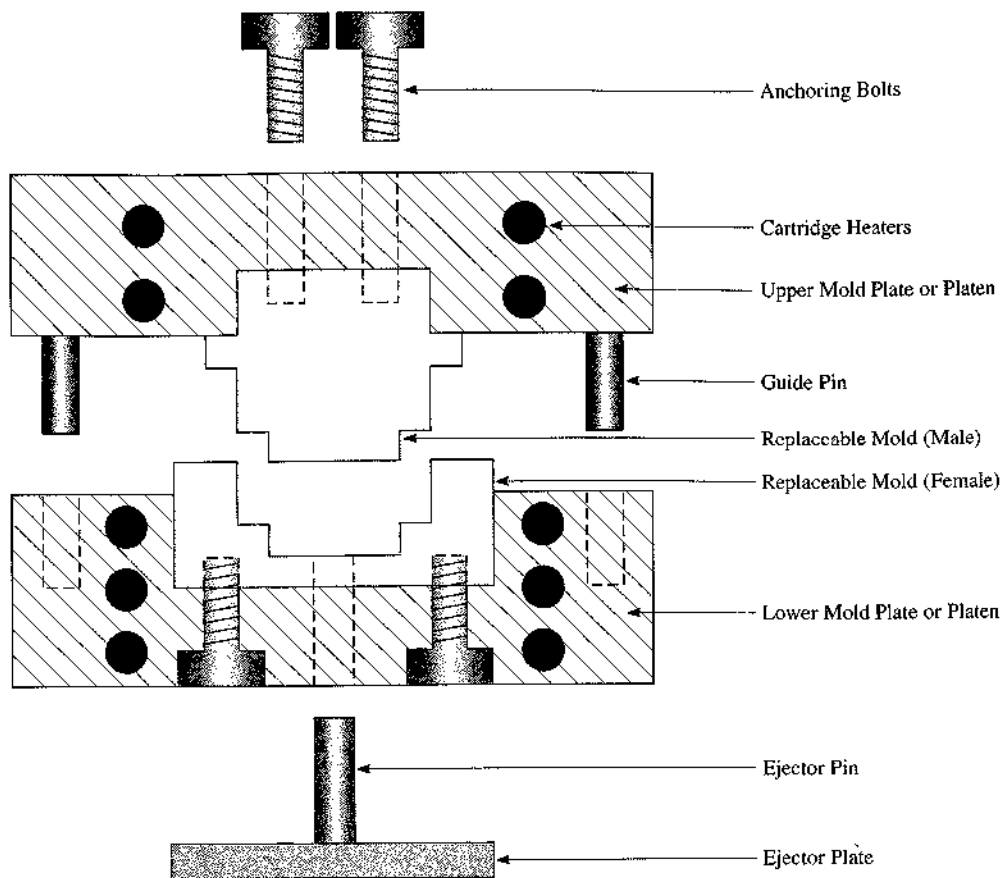 Anchoring Bolts
Cartridge Heaters
Upper Mold Plate or Platen
Guide Pin
Replaceable Mold (Male)
Replaceable Mold (Female)
Lower Mold Plate or Platen
Ejector Pin
Ejector Plate